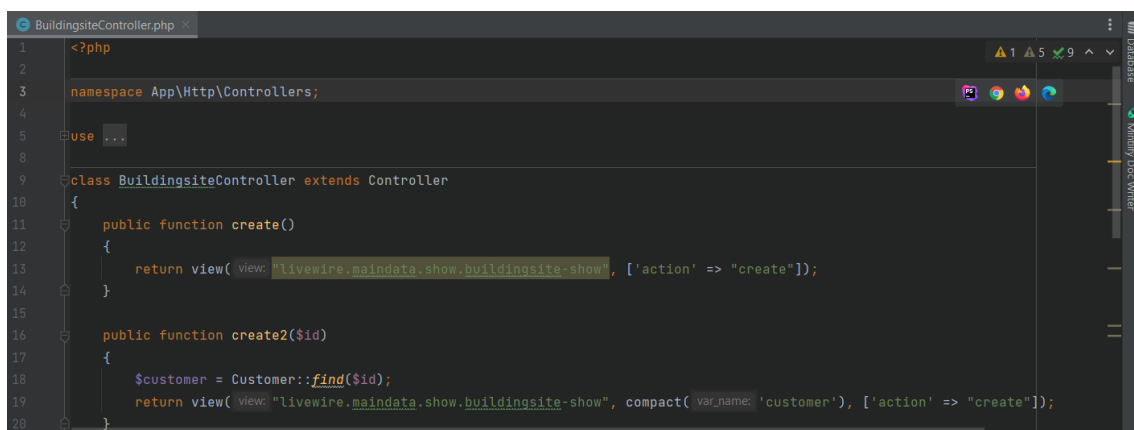 BuildingsiteController.php
1 <?php
2
3 namespace App\Http\Controllers;
4
5 use ...
8
9 class BuildingsiteController extends Controller
10 {
11 public function create()
12 {
13 return view( view: "livewire.maindata.show.buildingsite-show", ['action' => "create"]);
14 }
15
16 public function create2($id)
17 {
18 $customer = Customer::find($id);
19 return view( view: "livewire.maindata.show.buildingsite-show", compact( var_name: 'customer'), ['action' => "create"]);
20 }
1 5 9
PS
Database
Mintlify Doc Writer